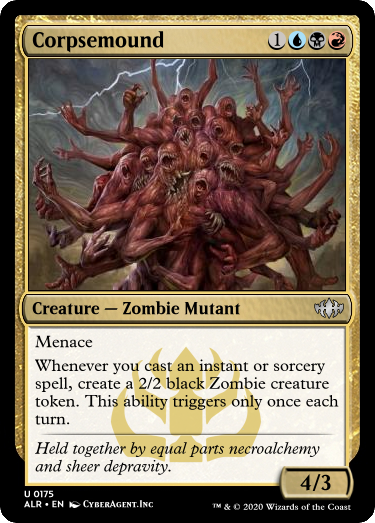 Corpsemound 1
Creature — Zombie Mutant
Menace
Whenever you cast an instant or sorcery
spell, create a 2/2 black Zombie creature
token. This ability triggers only once each
turn.
Held together by equal parts necroalchemy
and sheer depravity.
4/3
U 0175
ALR • EN CyberAgent.Inc
™ & © 2020 Wizards of the Coast